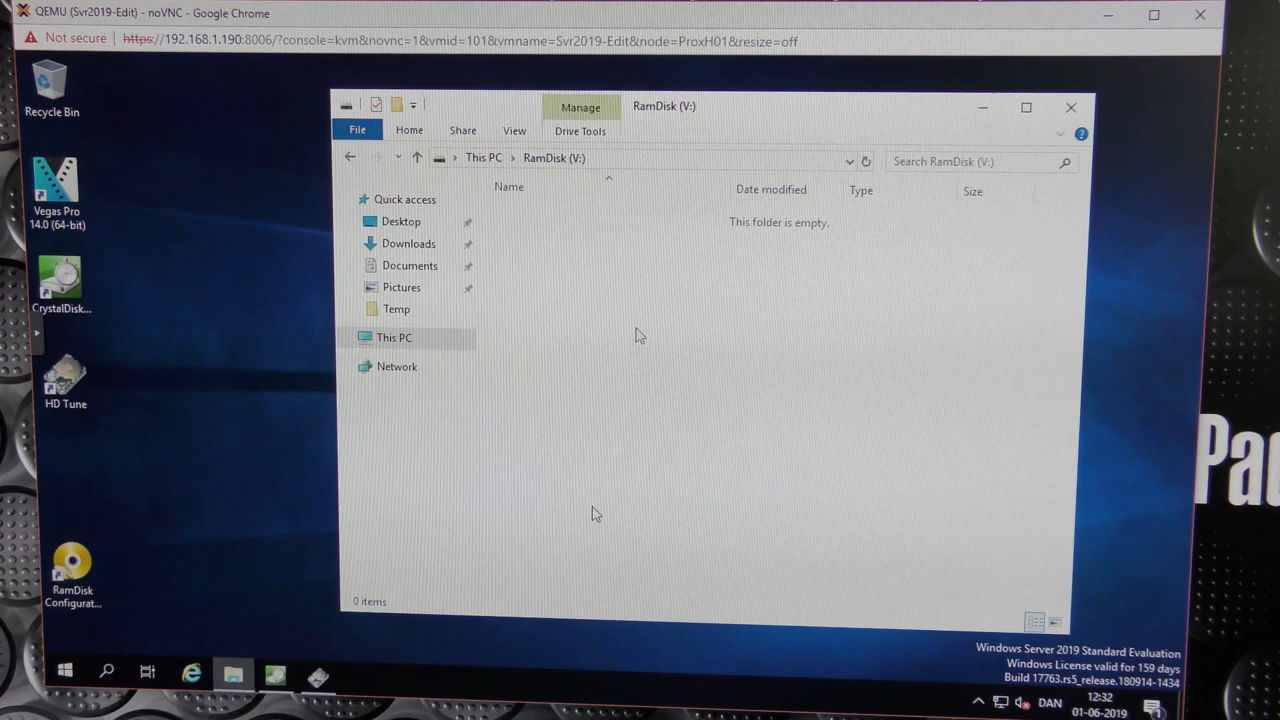 QEMU (Svr2019-Edit) - noVNC - Google Chrome
Not secure | https://192.168.1.190:8006/?console=kvm&novnc=1&vmid=101&vmname=Svr2019-Edit&node=ProxH01&resize=off
Recycle Bin
Vegas Pro
14.0 (64-bit)
CrystalDisk...
HD Tune
RamDisk
Configurat...
Manage
RamDisk (V:)
File
Home
Share
View
Drive Tools
This PC > RamDisk (V:)
Search RamDisk (V:)
Name
Date modified
Type
Size
This folder is empty.
Quick access
Desktop
Downloads
Documents
Pictures
Temp
This PC
Network
0 items
Windows Server 2019 Standard Evaluation
Windows License valid for 159 days
Build 17763.rs5_release.180914-1434
DAN
12:32
01-06-2019